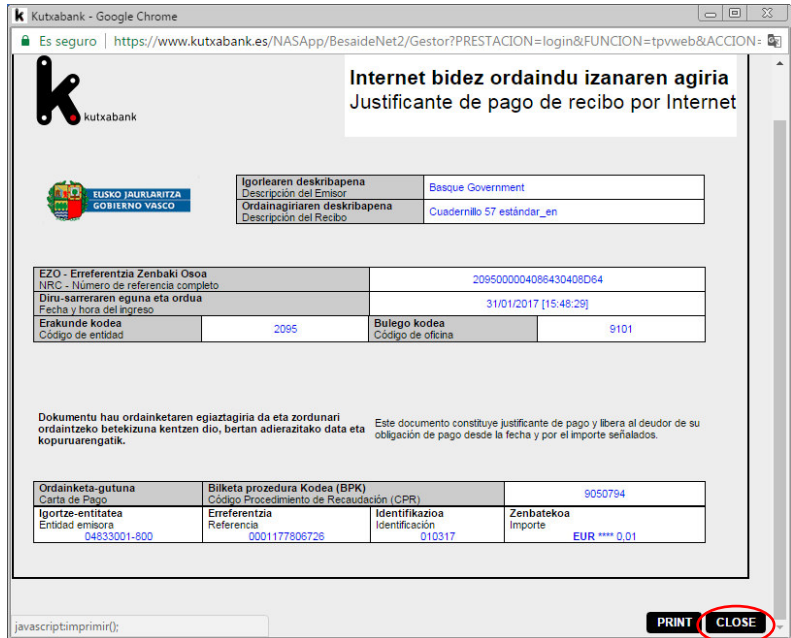 Kutxabank - Google Chrome
Es seguro | https://www.kutxabank.es/NASApp/BesaideNet2/Gestor?PRESTACION=login&FUNCION=tpvweb&ACCION=
kutxabank
Internet bidez ordaindu izanaren agiria
Justificante de pago de recibo por Internet
EUSKO JAURLARITZA
GOBIERNO VASCO
Igorlearen deskribapena
Descripción del Emisor
Basque Government
Ordainagiriaren deskribapena
Descripción del Recibo
Cuadernillo 57 estándar_en
EZO - Erreferentzia Zenbaki Osoa
NRC - Número de referencia completo
2095000004086430408D64
Diru-sarreraren eguna eta ordua
Fecha y hora del ingreso
31/01/2017 [15:48:29]
Erakunde kodea
Código de entidad
2095
Bulego kodea
Código de oficina
9101
Dokumentu hau ordainketaren egiaztagiria da eta zordunari
ordaintzeko betekizuna kentzen dio, bertan adierazitako data eta
kopuruarengatik.
Este documento constituye justificante de pago y libera al deudor de su
obligación de pago desde la fecha y por el importe señalados.
Ordainketa-gutuna
Carta de Pago
Bilketa prozedura Kodea (BPK)
Código Procedimiento de Recaudación (CPR)
9050794
Igortze-entitatea
Entidad emisora
04833001-800
Erreferentzia
Referencia
0001177806726
Identifikazioa
Identificación
010317
Zenbatekoa
Importe
EUR **** 0,01
javascript:imprimir();
PRINT
CLOSE